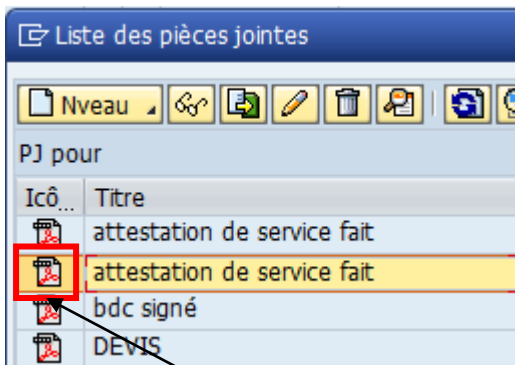 Liste des pièces jointes
Nveau
PJ pour
Icô... Titre
attestation de service fait
attestation de service fait
bdc signé
DEVIS